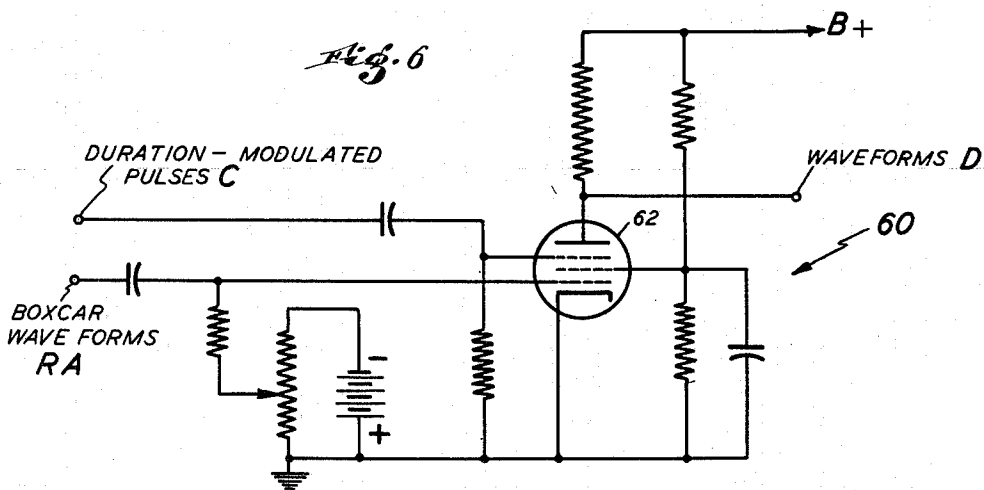 Fig. 6
B+
DURATION - MODULATED
PULSES C
WAVEFORMS D
62
60
BOXCAR
WAVE FORMS
RA
-
+